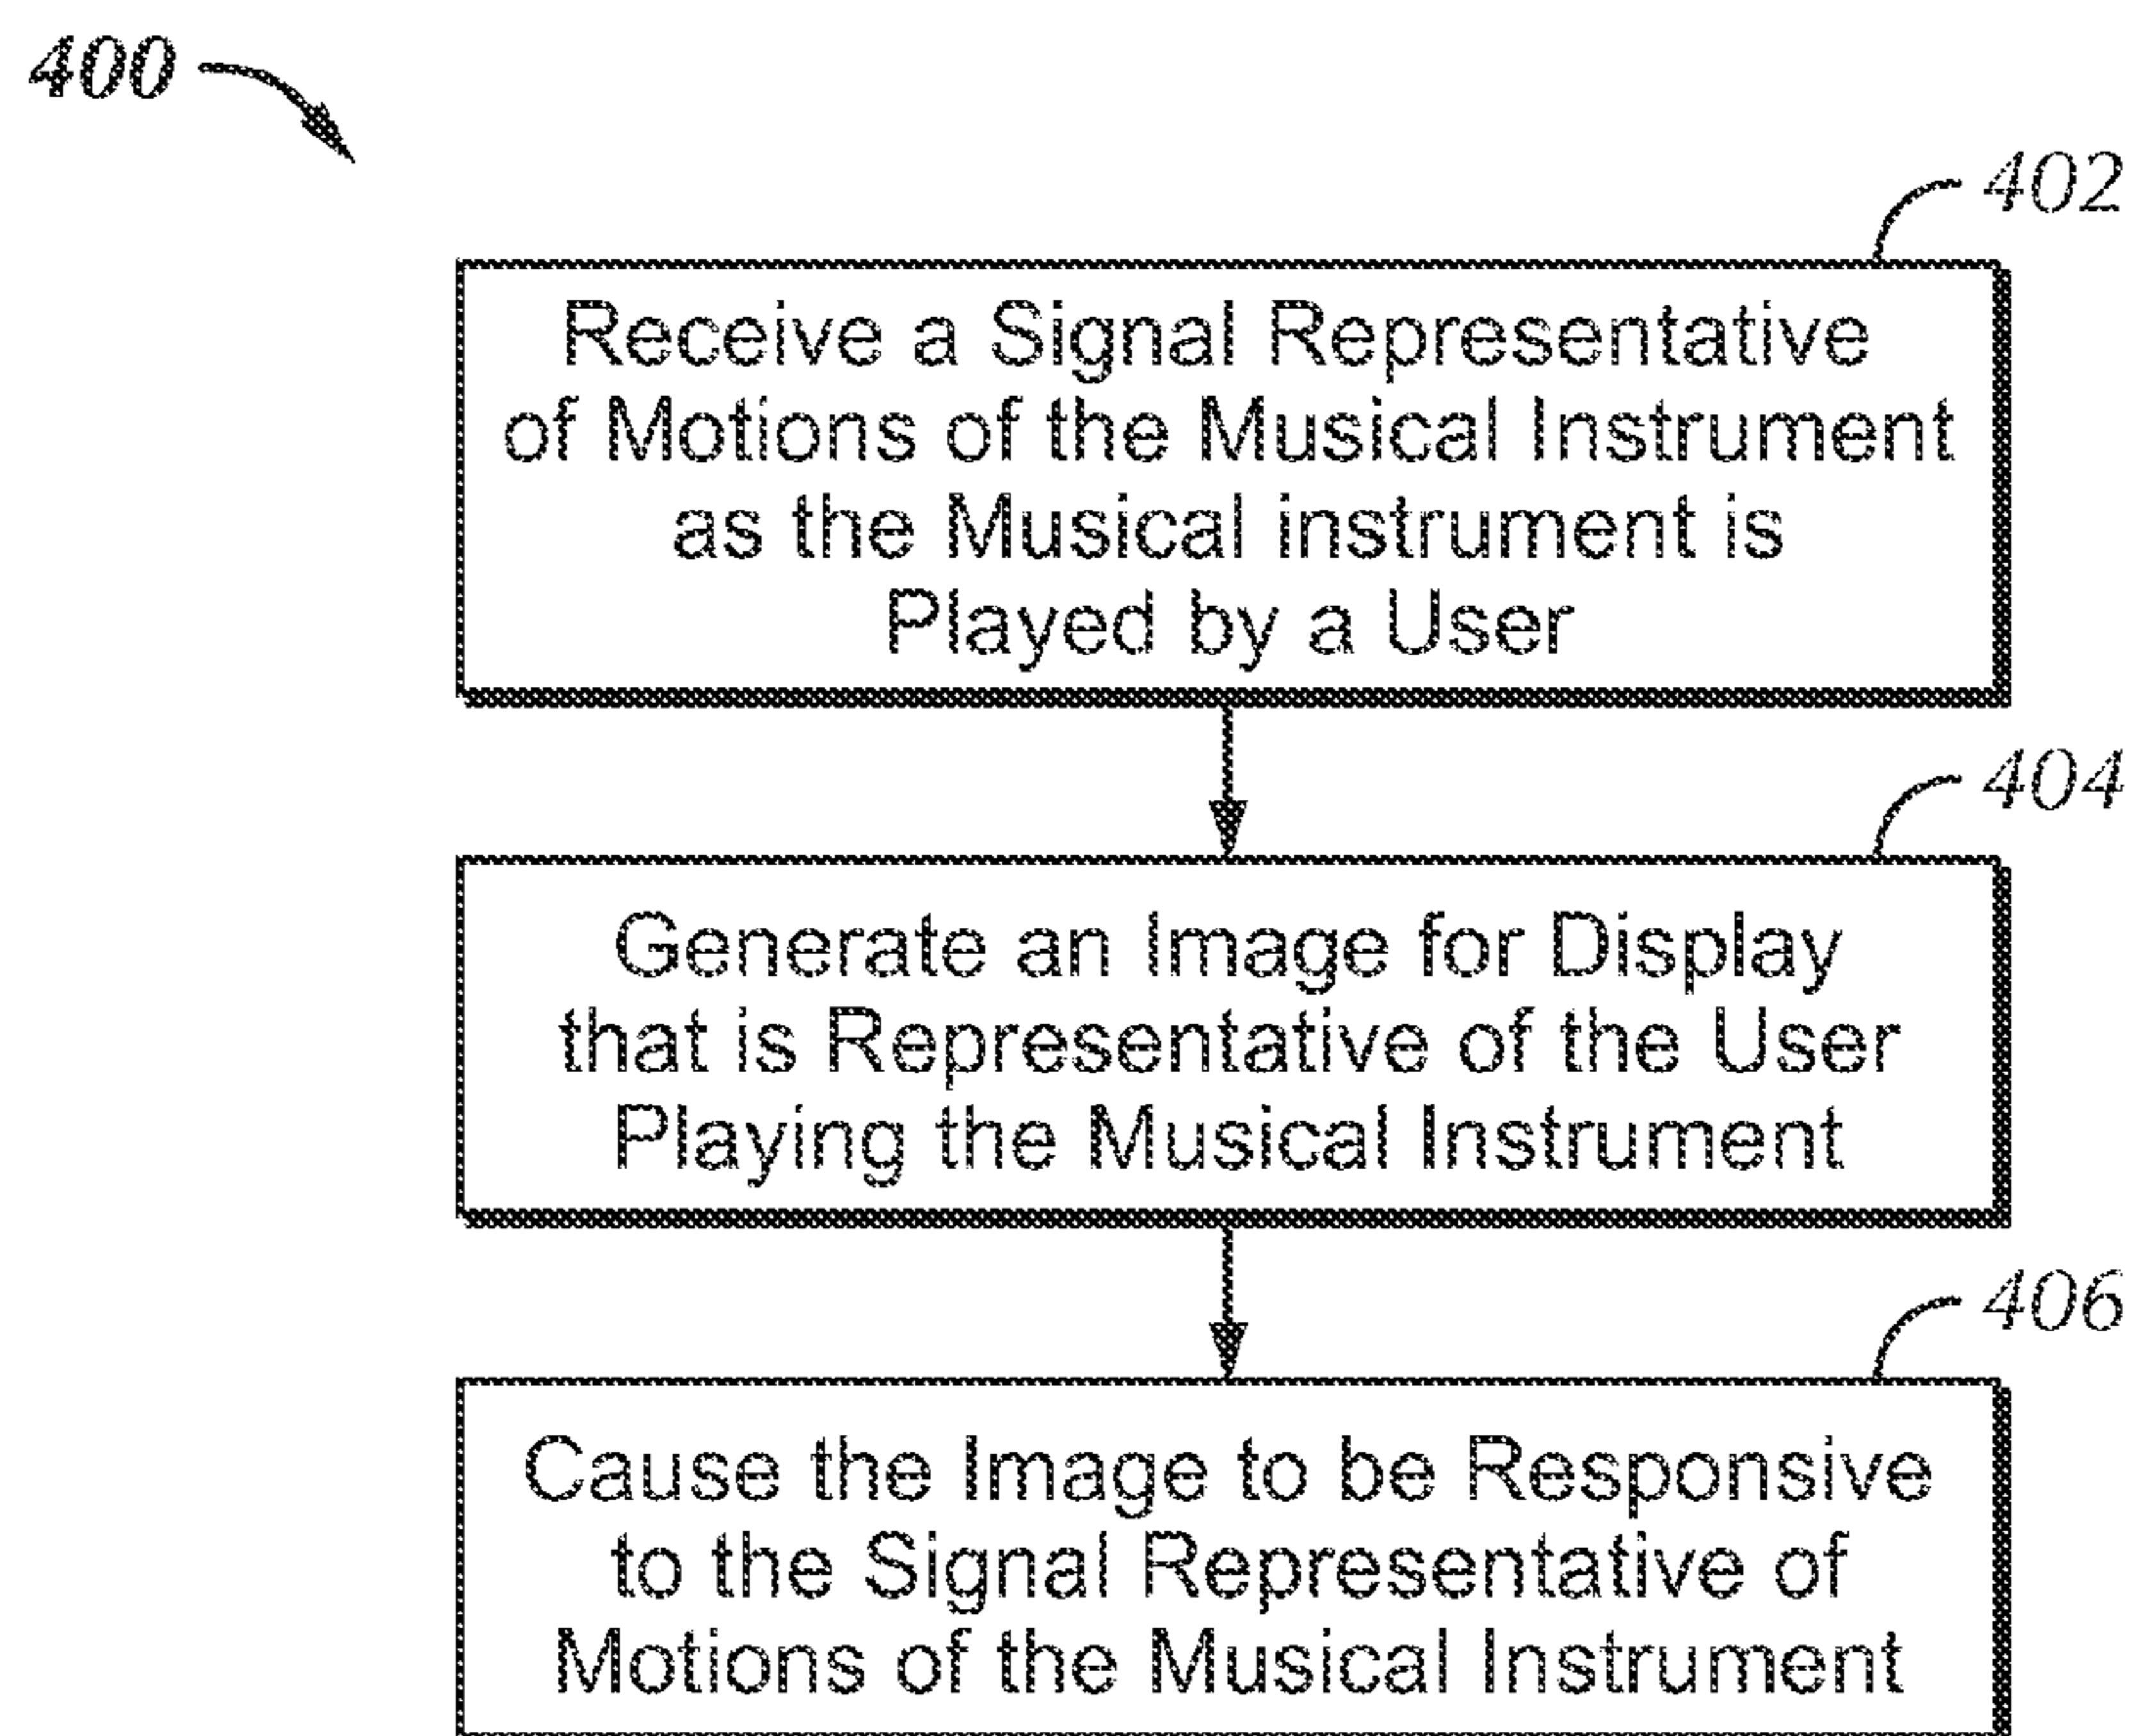 400
402
Receive a Signal Representative
of Motions of the Musical Instrument
as the Musical instrument is
Played by a User
404
Generate an Image for Display
that is Representative of the User
Playing the Musical Instrument
406
Cause the Image to be Responsive
to the Signal Representative of
Motions of the Musical Instrument